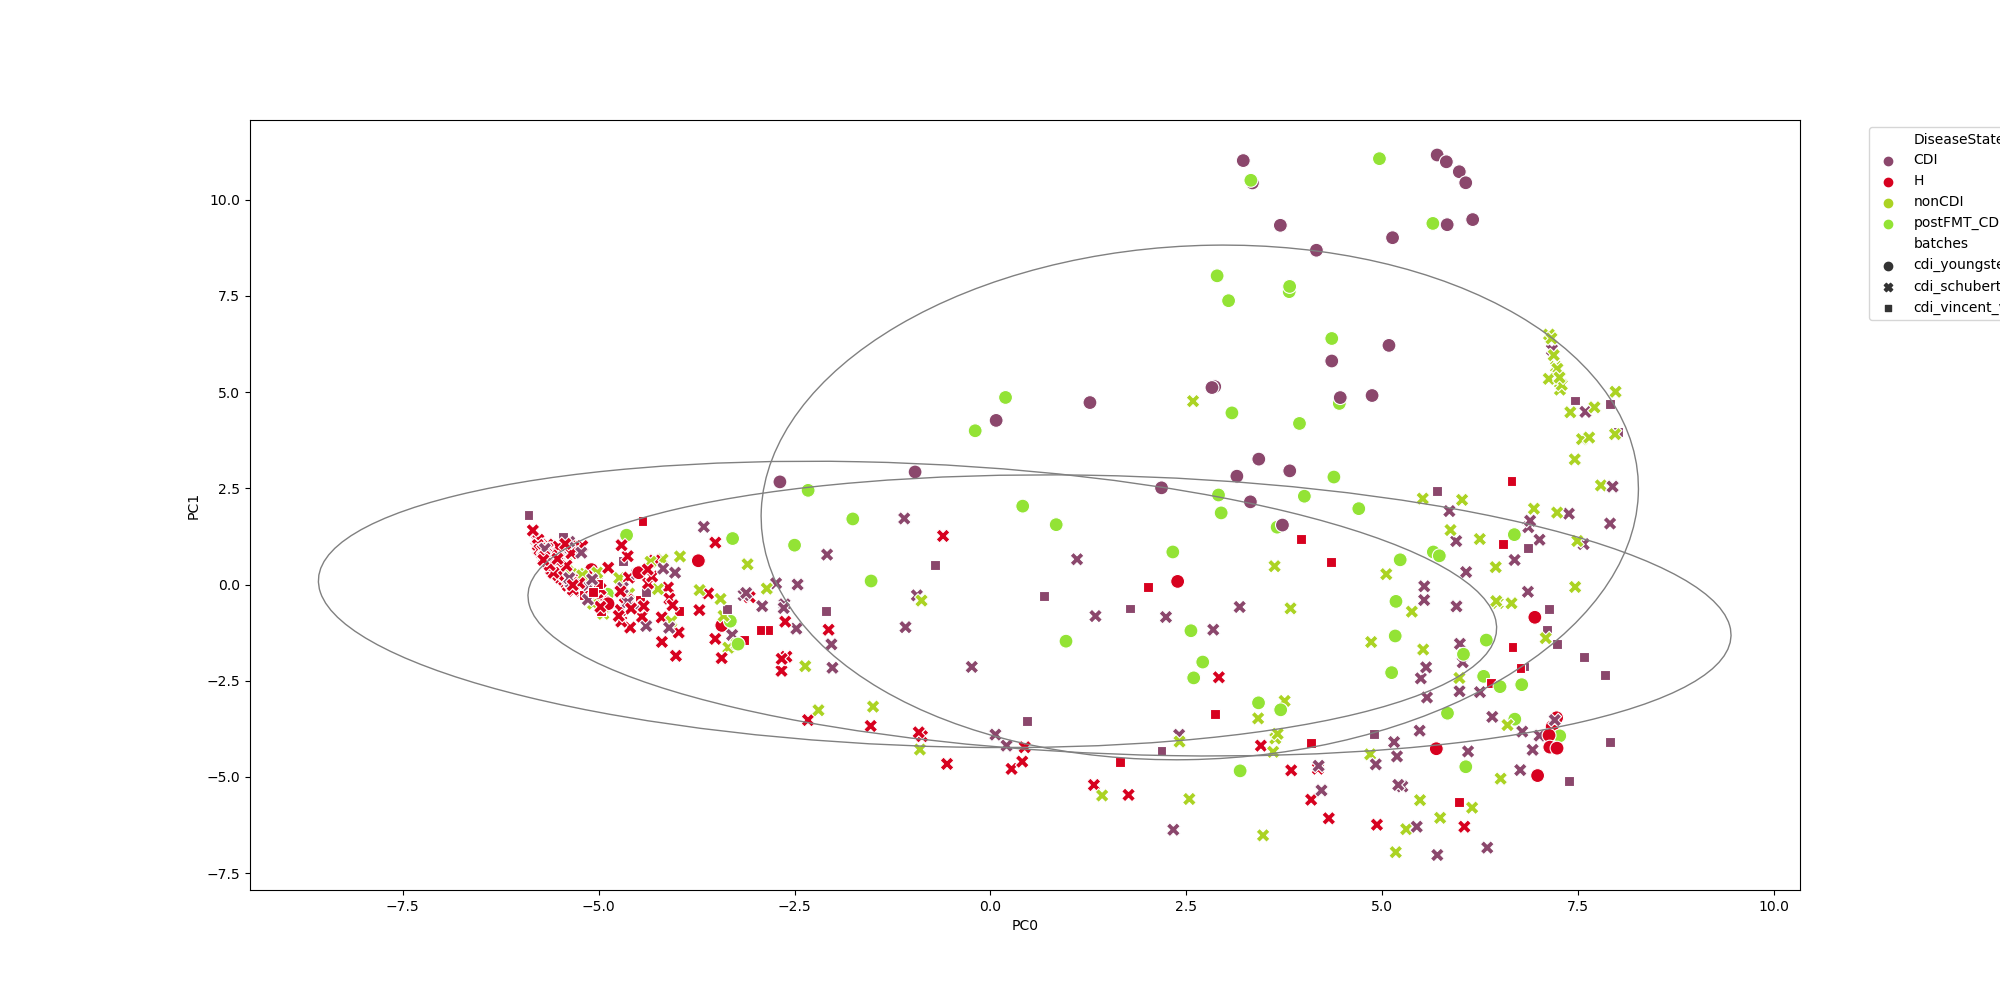 10.0
7.5
5.0
2.5
0.0
−2.5
−5.0
−7.5
PC1
−7.5
−5.0
−2.5
0.0
2.5
5.0
7.5
10.0
PC0
DiseaseState
CDI
H
nonCDI
postFMT_CD
batches
cdi_youngste
cdi_schubert
cdi_vincent_